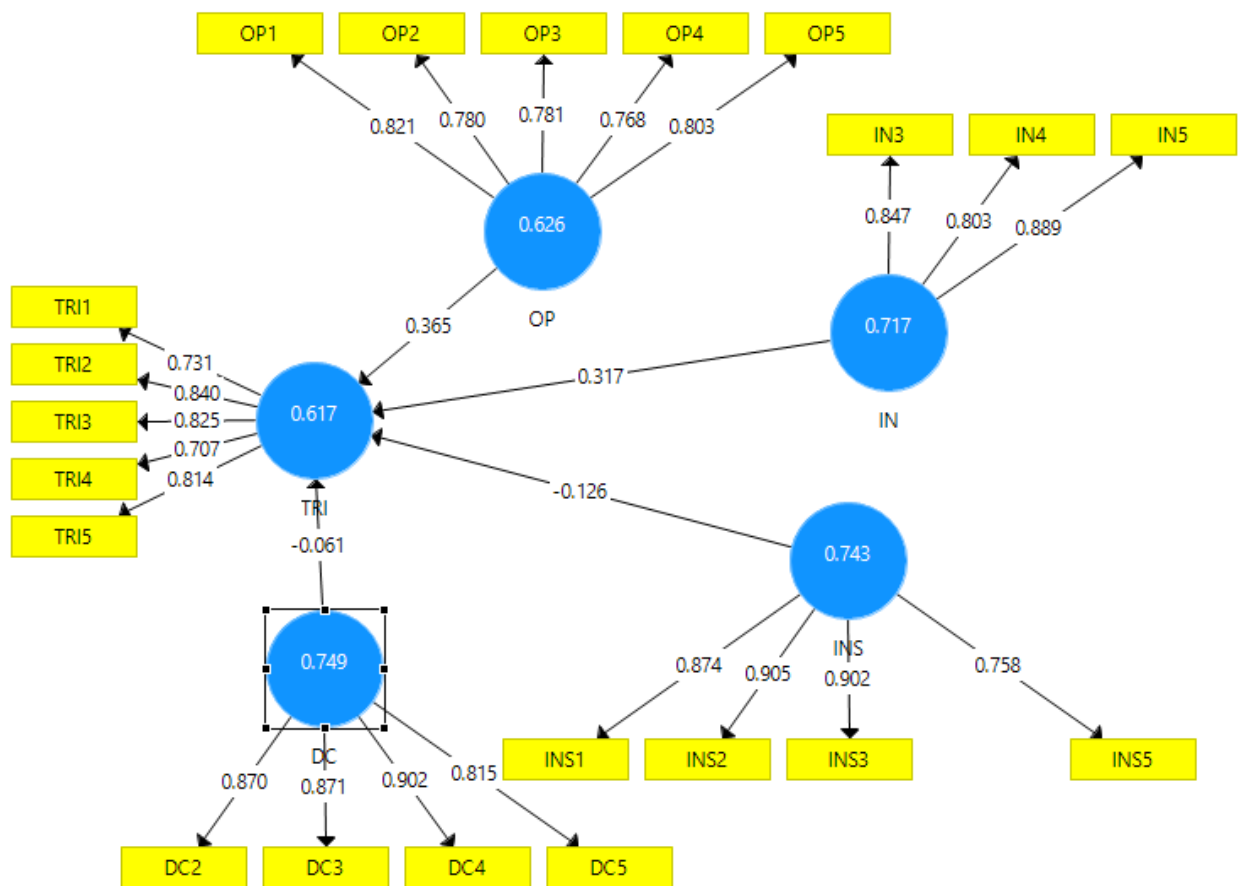 OP1 OP2 OP3 OP4 OP5
0.821 0.780 0.781 0.768 0.803
IN3 IN4 IN5
0.847 0.803 0.889
0.626
OP
0.717
IN
0.365
0.317
TRI1
TRI2
TRI3
TRI4
TRI5
0.731
0.840
0.825
0.707
0.814
0.617
TRI
-0.126
-0.061
0.743
INS
0.874 0.905 0.902 0.758
INS1 INS2 INS3 INS5
0.749
DC
0.870 0.871 0.902 0.815
DC2 DC3 DC4 DC5